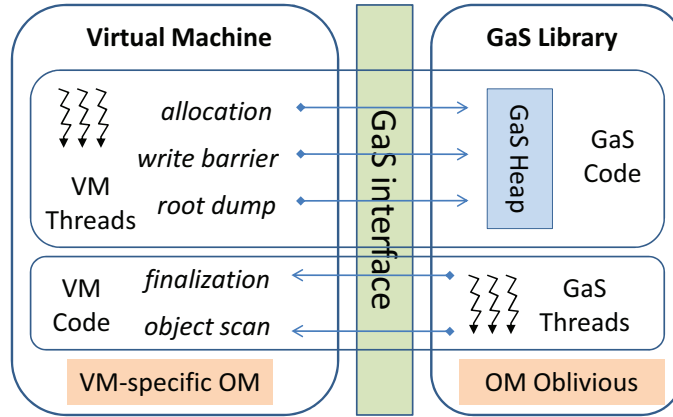 Virtual Machine
GaS Library
allocation
write barrier
root dump
VM
Threads
GaS interface
GaS Heap
GaS
Code
finalization
object scan
VM
Code
GaS
Threads
VM-specific OM
OM Oblivious